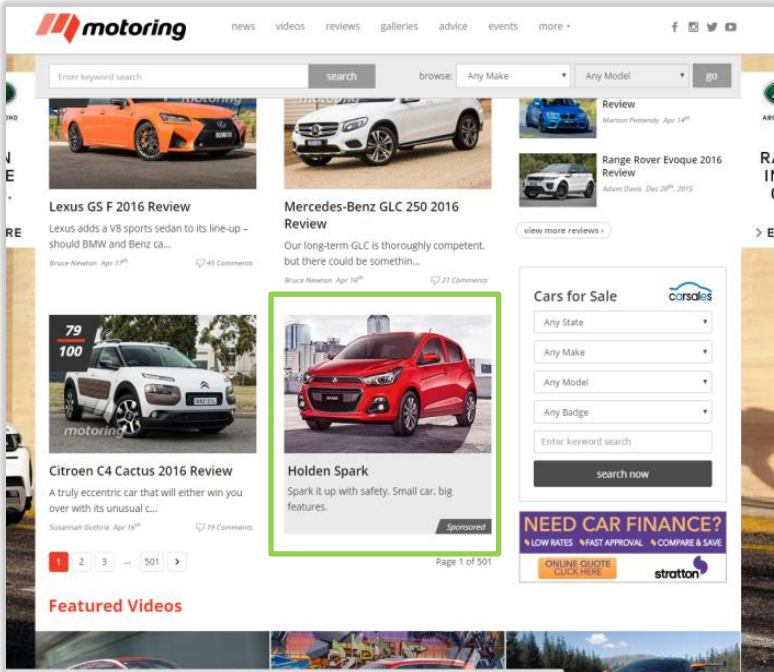 motoring
news videos reviews galleries advice events more
Enter keyword search
search
browse:
Any Make
Any Model
go
motoring
Lexus GS F 2016 Review
Lexus adds a V8 sports sedan to its line-up –
should BMW and Benz ca...
Bruce Newton Apr 17th
45 Comments
Mercedes-Benz GLC 250 2016
Review
Our long-term GLC is thoroughly competent,
but there could be somethin...
Bruce Newton Apr 16th
21 Comments
Review
Marton Pettendy Apr 14th
Range Rover Evoque 2016
Review
Adam Davis Dec 20th, 2015
view more reviews ›
79
100
motoring
Citroen C4 Cactus 2016 Review
A truly eccentric car that will either win you
over with its unusual c...
Susannah Guthrie Apr 16th
19 Comments
Holden Spark
Spark it up with safety. Small car, big
features.
Sponsored
1 2 3 ... 501 ›
Page 1 of 501
Cars for Sale
carsales
Any State
Any Make
Any Model
Any Badge
Enter keyword search
search now
NEED CAR FINANCE?
LOW RATES FAST APPROVAL COMPARE & SAVE
ONLINE QUOTE
CLICK HERE
stratton
Featured Videos